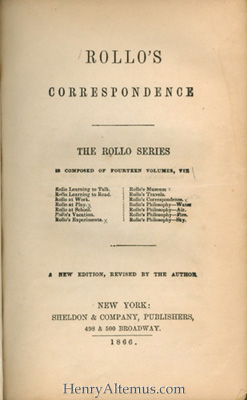 ROLLO'S
CORRESPONDENCE
THE ROLLO SERIES
IS COMPOSED OF FOURTEEN VOLUMES, VIZ
Rollo Learning to Talk.
Rollo Learning to Read.
Rollo at Work.
Rollo at Play.
Rollo at School.
Rollo's Vacation.
Rollo's Experiments.
Rollo's Museum
Rollo's Travels.
Rollo's Correspondence.
Rollo's Philosophy—Water
Rollo's Philosophy—Air.
Rollo's Philosophy—Fire.
Rollo's Philosophy—Sky.
A NEW EDITION, REVISED BY THE AUTHOR.
NEW YORK:
SHELDON & COMPANY, PUBLISHERS,
498 & 500 BROADWAY.
1866.
HenryAltemus.com